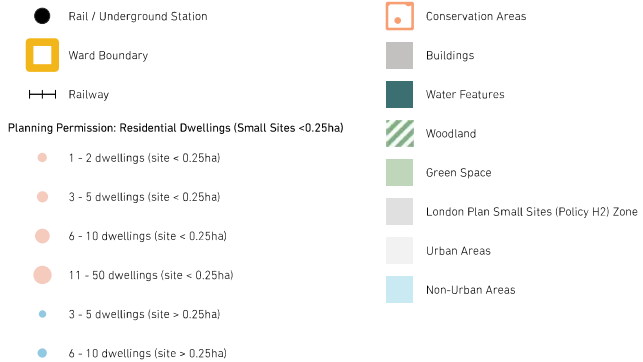 Rail / Underground Station
Ward Boundary
Railway
Planning Permission: Residential Dwellings (Small Sites <0.25ha)
1 - 2 dwellings (site < 0.25ha)
3 - 5 dwellings (site < 0.25ha)
6 - 10 dwellings (site < 0.25ha)
11 - 50 dwellings (site < 0.25ha)
3 - 5 dwellings (site > 0.25ha)
6 - 10 dwellings (site > 0.25ha)
Conservation Areas
Buildings
Water Features
Woodland
Green Space
London Plan Small Sites (Policy H2) Zone
Urban Areas
Non-Urban Areas